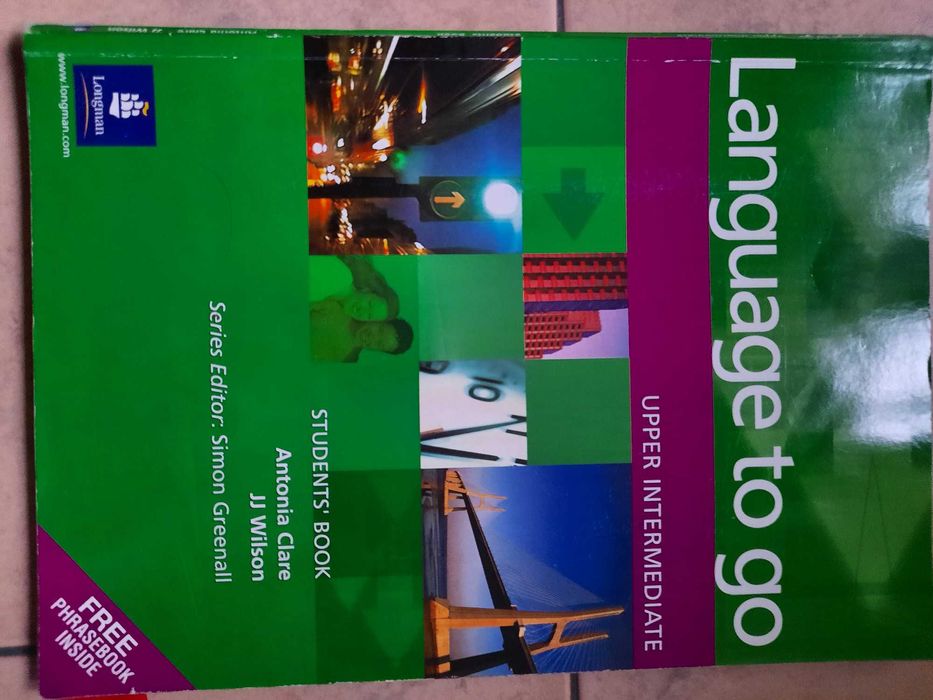 Language to go
UPPER INTERMEDIATE
10
STUDENTS' BOOK
Antonia Clare
JJ Wilson
Series Editor: Simon Greenall
Longman
www.longman.com
FREE
PHRASEBOOK
INSIDE